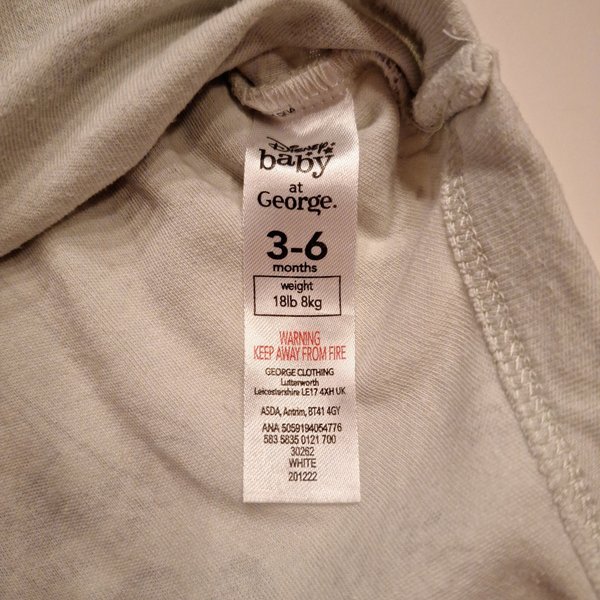 Disney
baby
at
George.
3-6
months
weight
18lb 8kg
WARNING
KEEP AWAY FROM FIRE
GEORGE CLOTHING
Lutterworth
Leicestershire LE17 4XH UK
ASDA, Antrim, BT41 4GY
ANA 5059194054776
583 5835 0121 700
30262
WHITE
201222